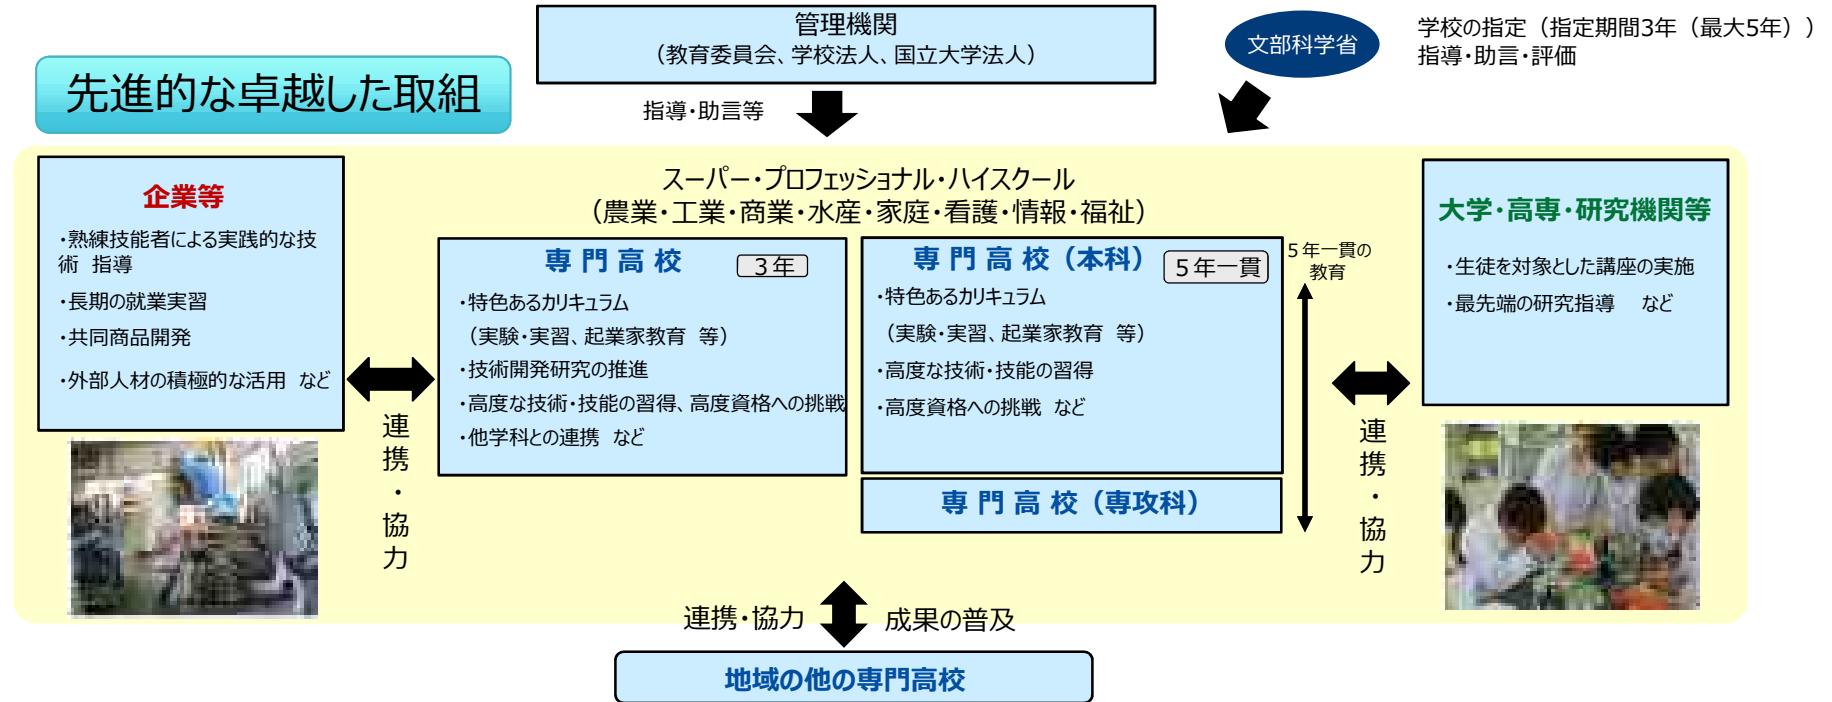 管理機関
（教育委員会、学校法人、国立大学法人）
文部科学省
学校の指定（指定期間3年（最大5年））
指導・助言・評価
先進的な卓越した取組
指導・助言等
スーパー・プロフェッショナル・ハイスクール
（農業・工業・商業・水産・家庭・看護・情報・福祉）
企業等
・熟練技能者による実践的な技
術 指導
・長期の就業実習
・共同商品開発
・外部人材の積極的な活用 など
連携・協力
専門高校 ３年
・特色あるカリキュラム
（実験・実習、起業家教育 等）
・技術開発研究の推進
・高度な技術・技能の習得、高度資格への挑戦
・他学科との連携 など
専門高校（本科） ５年一貫
・特色あるカリキュラム
（実験・実習、起業家教育 等）
・高度な技術・技能の習得
・高度資格への挑戦 など
専門高校（専攻科）
５年一貫の
教育
連携・協力
大学・高専・研究機関等
・生徒を対象とした講座の実施
・最先端の研究指導 など
連携・協力 成果の普及
地域の他の専門高校